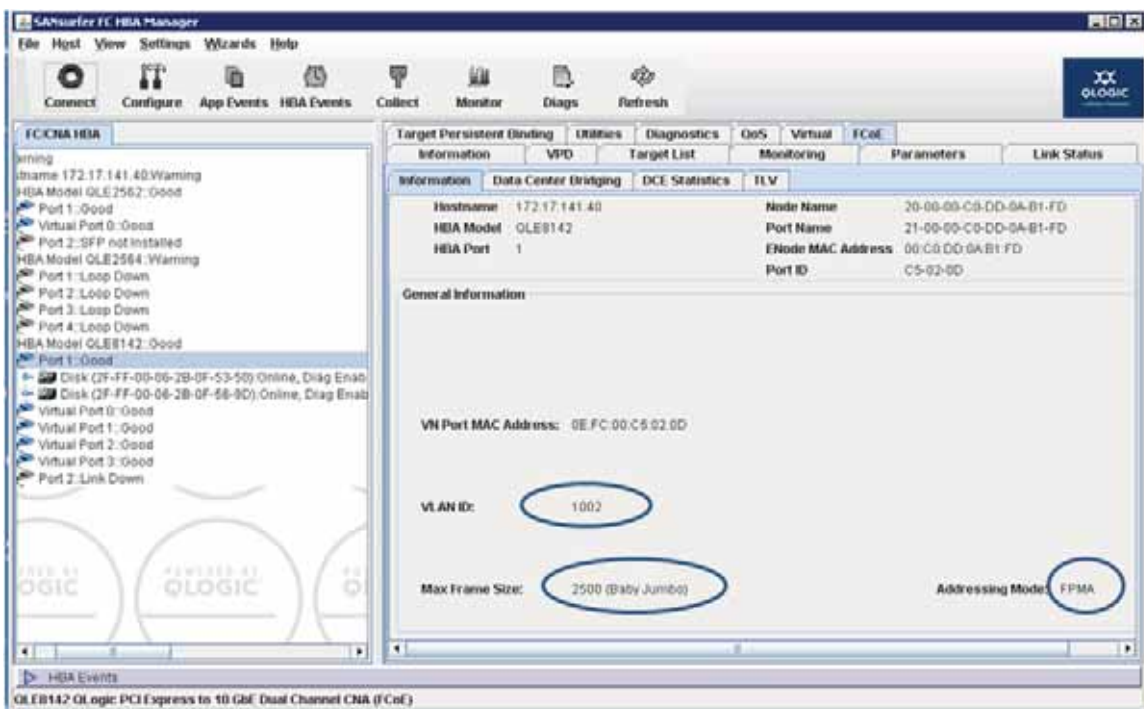 SANsurfer FC HBA Manager
File Host View Settings Wizards Help
Connect Configure App Events HBA Events Collect Monitor Diags Refresh
QLOGIC
FC/CNA HBA
arning
stname 172.17.141.40:Warning
HBA Model QLE2562::Good
Port 1::Good
Virtual Port 0::Good
Port 2::SFP not Installed
HBA Model QLE2564::Warning
Port 1::Loop Down
Port 2::Loop Down
Port 3::Loop Down
Port 4::Loop Down
HBA Model QLE8142::Good
Port 1::Good
Disk (2F-FF-00-06-2B-0F-53-50):Online, Diag Enab
Disk (2F-FF-00-06-2B-0F-56-9D):Online, Diag Enab
Virtual Port 0::Good
Virtual Port 1::Good
Virtual Port 2::Good
Virtual Port 3::Good
Port 2::Link Down
POWERED BY
QLOGIC
Target Persistent Binding Utilities Diagnostics QoS Virtual FCoE
Information VPD Target List Monitoring Parameters Link Status
Information Data Center Bridging DCE Statistics TLV
Hostname 172.17.141.40 Node Name 20-00-00-C0-DD-0A-B1-FD
HBA Model QLE8142 Port Name 21-00-00-C0-DD-0A-B1-FD
HBA Port 1 ENode MAC Address 00:C0:DD:0A:B1:FD
Port ID C5-02-0D
General Information
VN Port MAC Address: 0E:FC:00:C5:02:0D
VLAN ID: 1002
Max Frame Size: 2500 (Baby Jumbo) Addressing Mode: FPMA
HBA Events
QLE8142 QLogic PCI Express to 10 GbE Dual Channel CNA (FCoE)